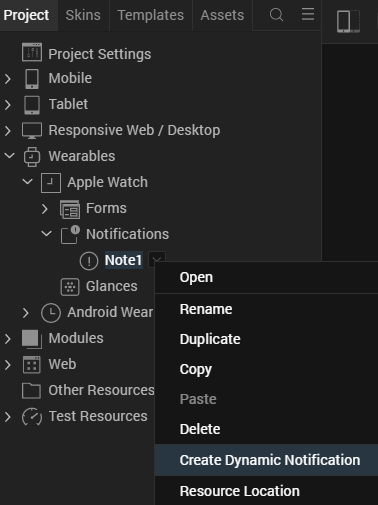 Project Skins Templates Assets
Project Settings
Mobile
Tablet
Responsive Web / Desktop
Wearables
Apple Watch
Forms
Notifications
Note1
Open
Glances
Rename
Android Wear
Duplicate
Modules
Copy
Web
Paste
Other Resources
Delete
Test Resources
Create Dynamic Notification
Resource Location